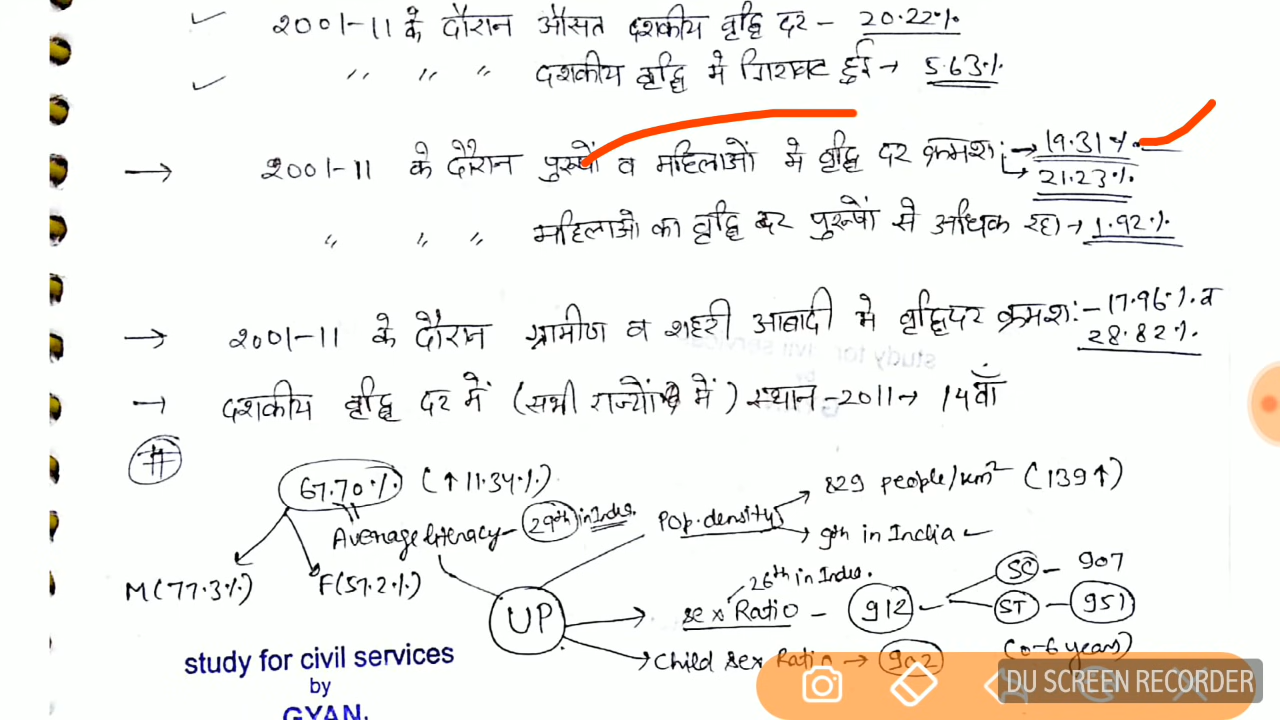 2001-11 के दौरान औसत दशकीय वृद्धि दर - 20.22%
" " " दशकीय वृद्धि मे गिरावट हुई → 5.63%
→ 2001-11 के दौरान पुरुषों व महिलाओं मे वृद्धि दर क्रमशः → 19.31%
→ 21.23%
" " " महिलाओ का वृद्धि दर पुरुषों से अधिक रहा → 1.92%
→ 2001-11 के दौरान ग्रामीण व शहरी आबादी मे वृद्धिदर क्रमशः - 17.96% व
28.82%
→ दशकीय वृद्धि दर में (सभी राज्यों में) स्थान - 2011 → 14वाँ
#
67.70% (↑11.34%)
Average literacy - 29th in India.
M (77.3%) F (57.2%)
Pop. density
829 people/km² (139↑)
9th in India
UP
26th in India.
Sex Ratio - 912
SC - 907
ST - 951
Child Sex Ratio → 902 (0-6 years)
study for civil services
by
GYAN.
study for civil services
DU SCREEN RECORDER